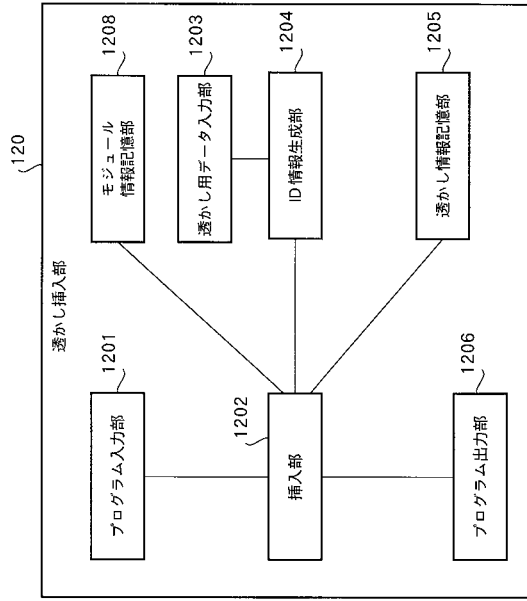 120
透かし挿入部
1201
プログラム入力部
1202
挿入部
1206
プログラム出力部
1208
モジュール
情報記憶部
1203
透かし用データ入力部
1204
ID情報生成部
1205
透かし情報記憶部